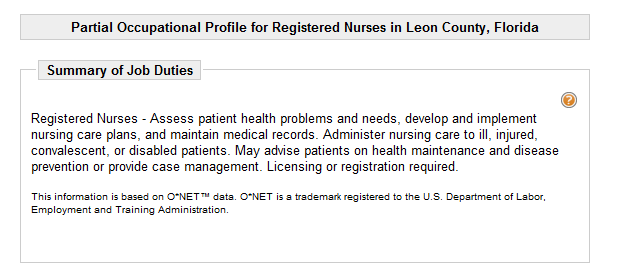 Partial Occupational Profile for Registered Nurses in Leon County, Florida
Summary of Job Duties
?
Registered Nurses - Assess patient health problems and needs, develop and implement
nursing care plans, and maintain medical records. Administer nursing care to ill, injured,
convalescent, or disabled patients. May advise patients on health maintenance and disease
prevention or provide case management. Licensing or registration required.
This information is based on O*NET™ data. O*NET is a trademark registered to the U.S. Department of Labor,
Employment and Training Administration.